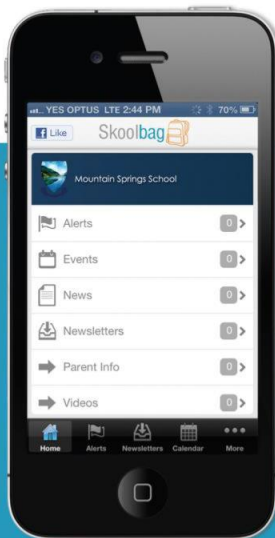 YES OPTUS LTE 2:44 PM 70%
Like Skoolbag
Mountain Springs School
Alerts 0
Events 0
News 0
Newsletters 0
Parent Info 0
Videos 0
Home Alerts Newsletters Calendar More